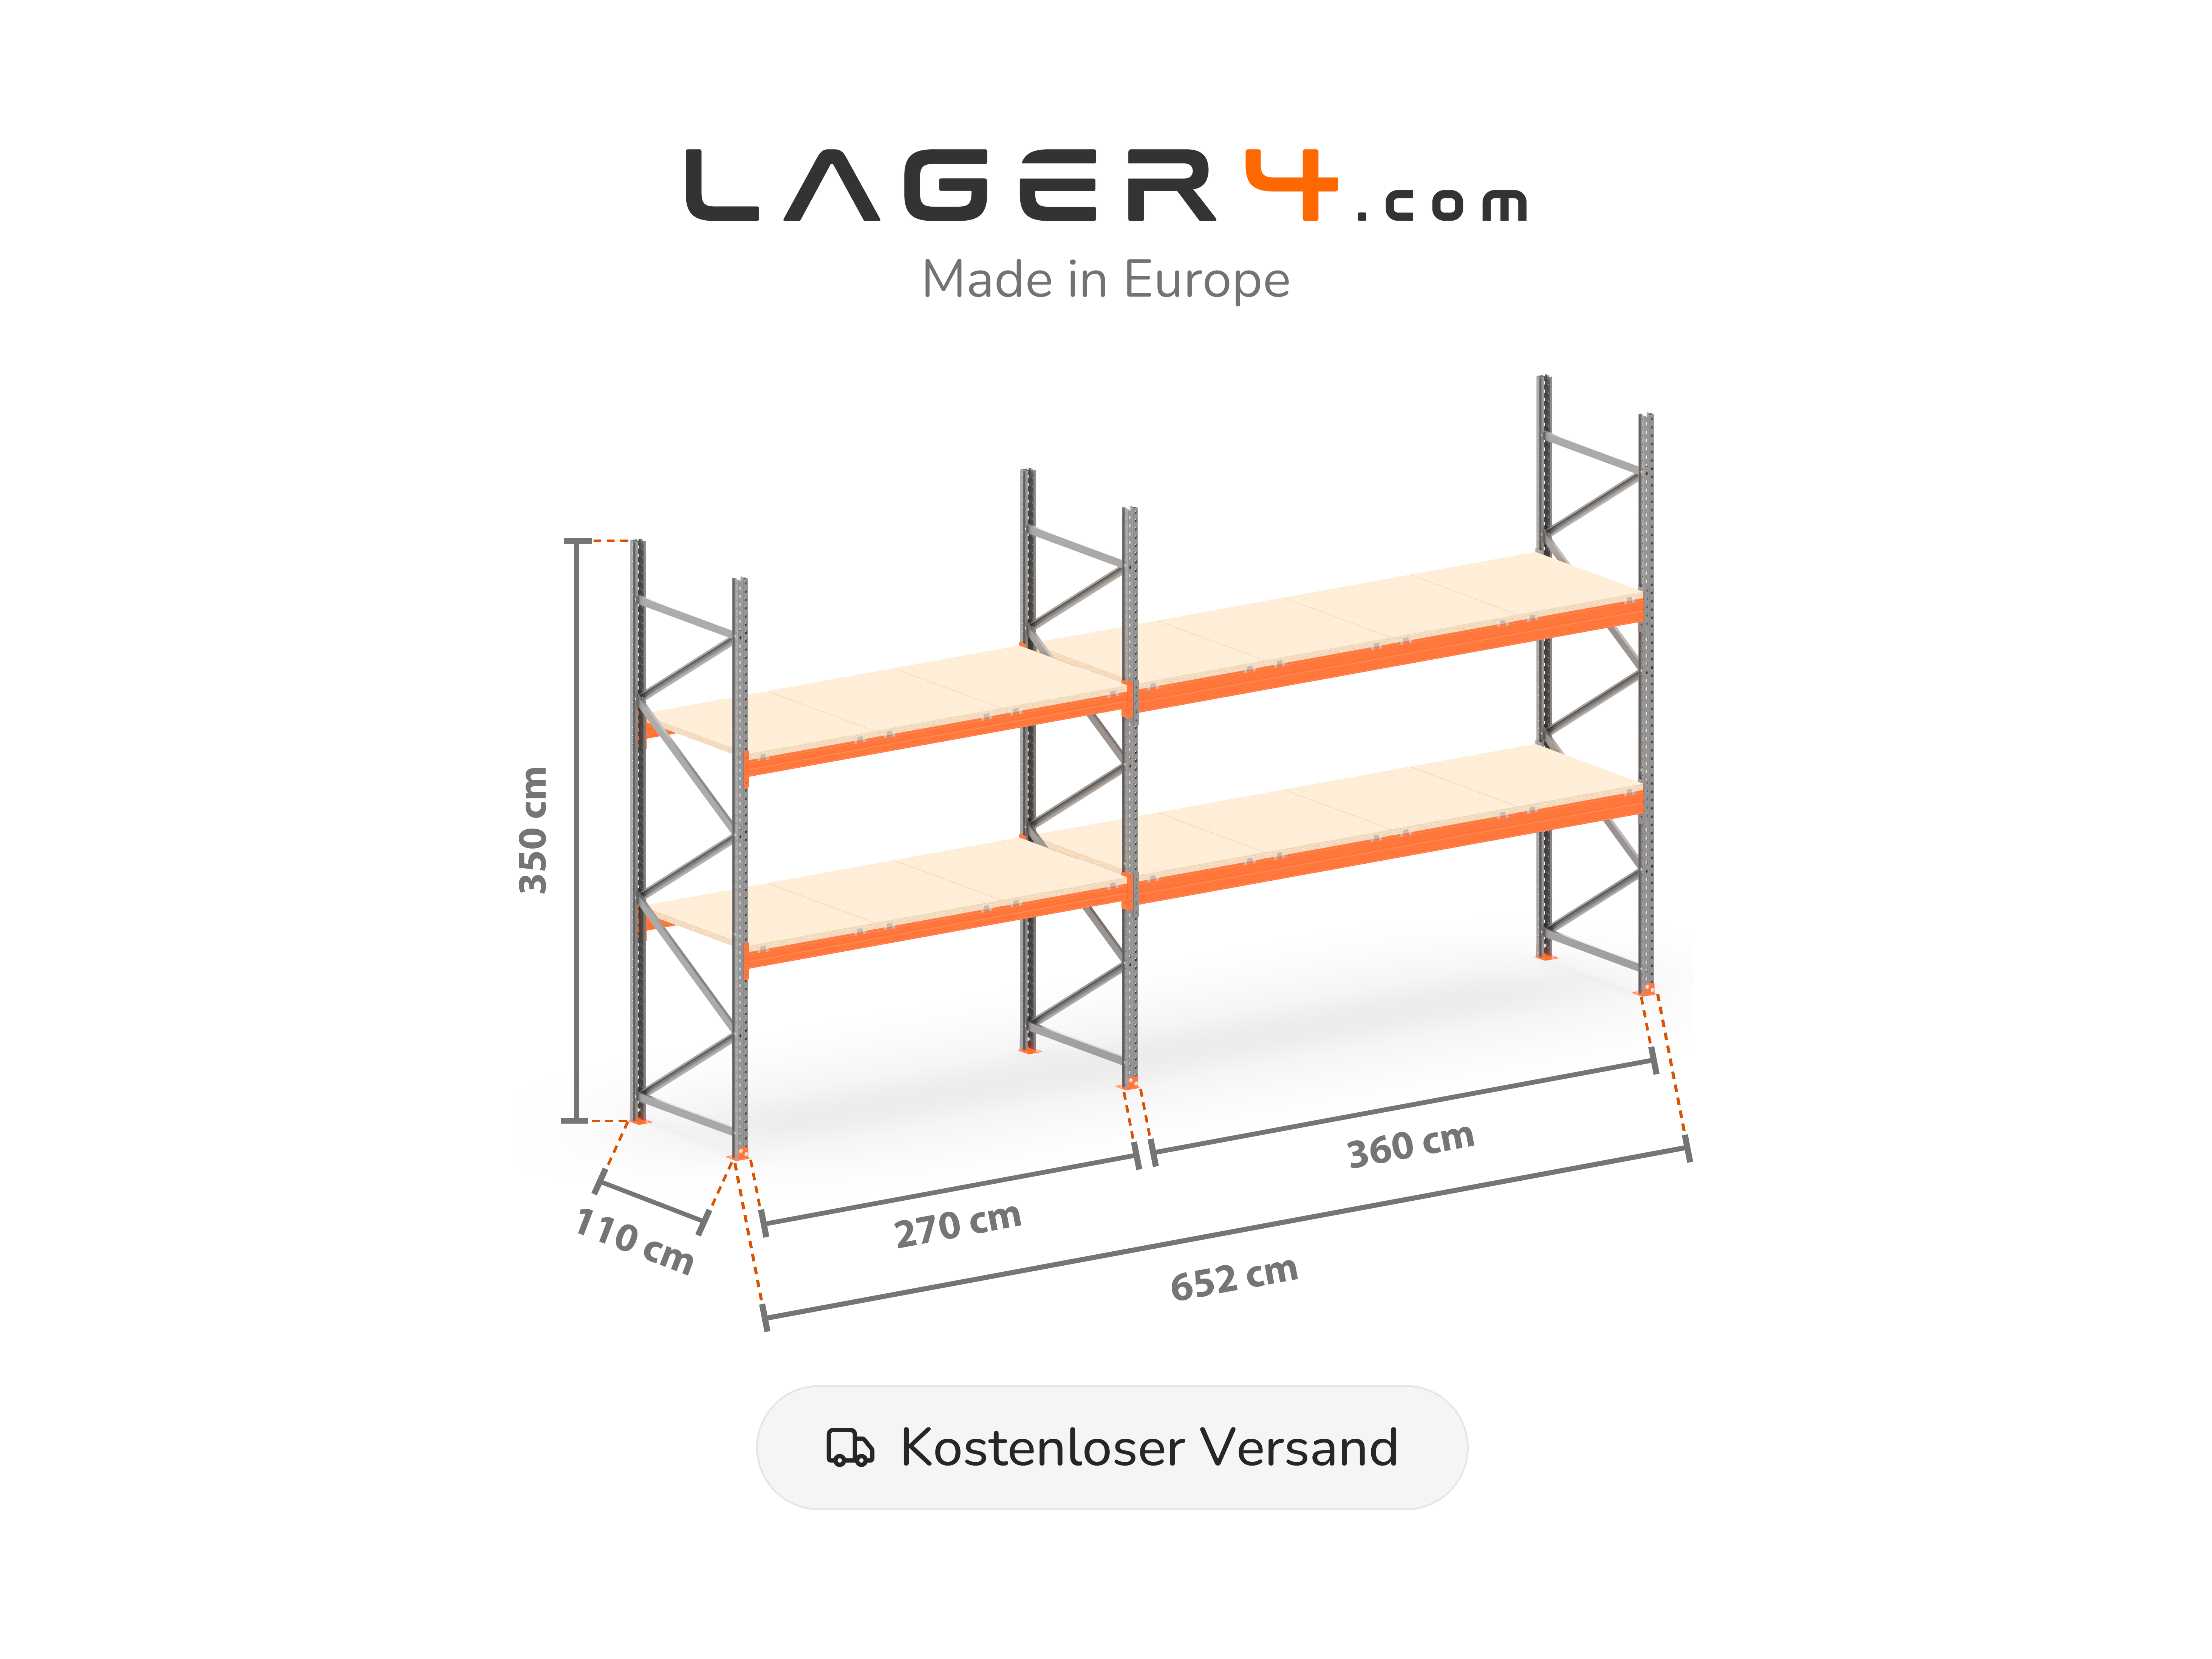 LAGER4.com
Made in Europe
350 cm
110 cm
270 cm
360 cm
652 cm
Kostenloser Versand